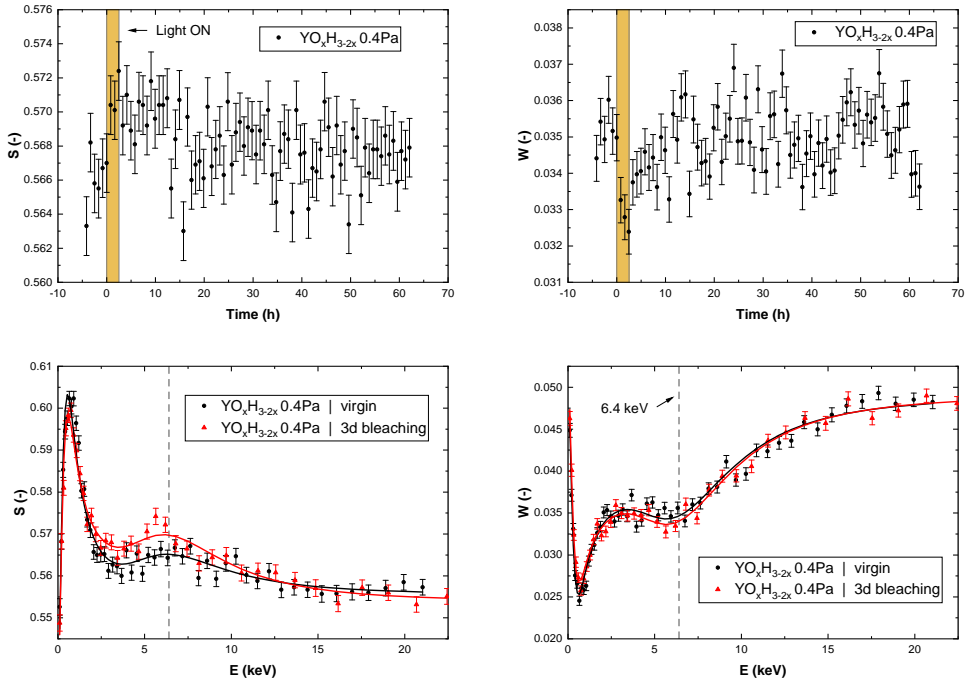 0.576
0.574
0.572
0.570
0.568
0.566
0.564
0.562
0.560
S (-)
Light ON
YOxH3-2x 0.4Pa
-10 0 10 20 30 40 50 60 70
Time (h)
0.038
0.037
0.036
0.035
0.034
0.033
0.032
0.031
W (-)
YOxH3-2x 0.4Pa
-10 0 10 20 30 40 50 60 70
Time (h)
0.61
0.60
0.59
0.58
0.57
0.56
0.55
S (-)
YOxH3-2x 0.4Pa | virgin
YOxH3-2x 0.4Pa | 3d bleaching
0 5 10 15 20
E (keV)
0.050
0.045
0.040
0.035
0.030
0.025
0.020
W (-)
6.4 keV
YOxH3-2x 0.4Pa | virgin
YOxH3-2x 0.4Pa | 3d bleaching
0 5 10 15 20
E (keV)